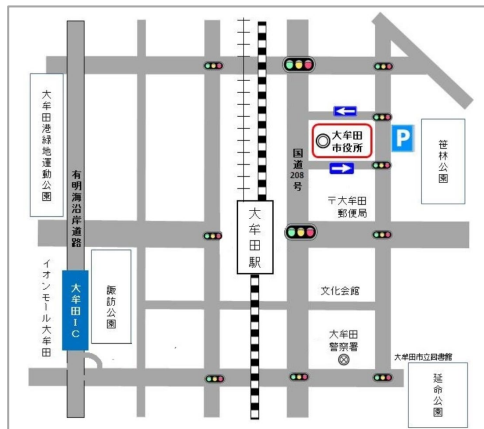 大牟田港緑地運動公園
有明海沿岸道路
イオンモール大牟田
大牟田IC
諏訪公園
大牟田駅
国道
208
号
大牟田
市役所
P
笹林公園
〒大牟田
郵便局
文化会館
大牟田
警察署
大牟田市立図書館
延命公園